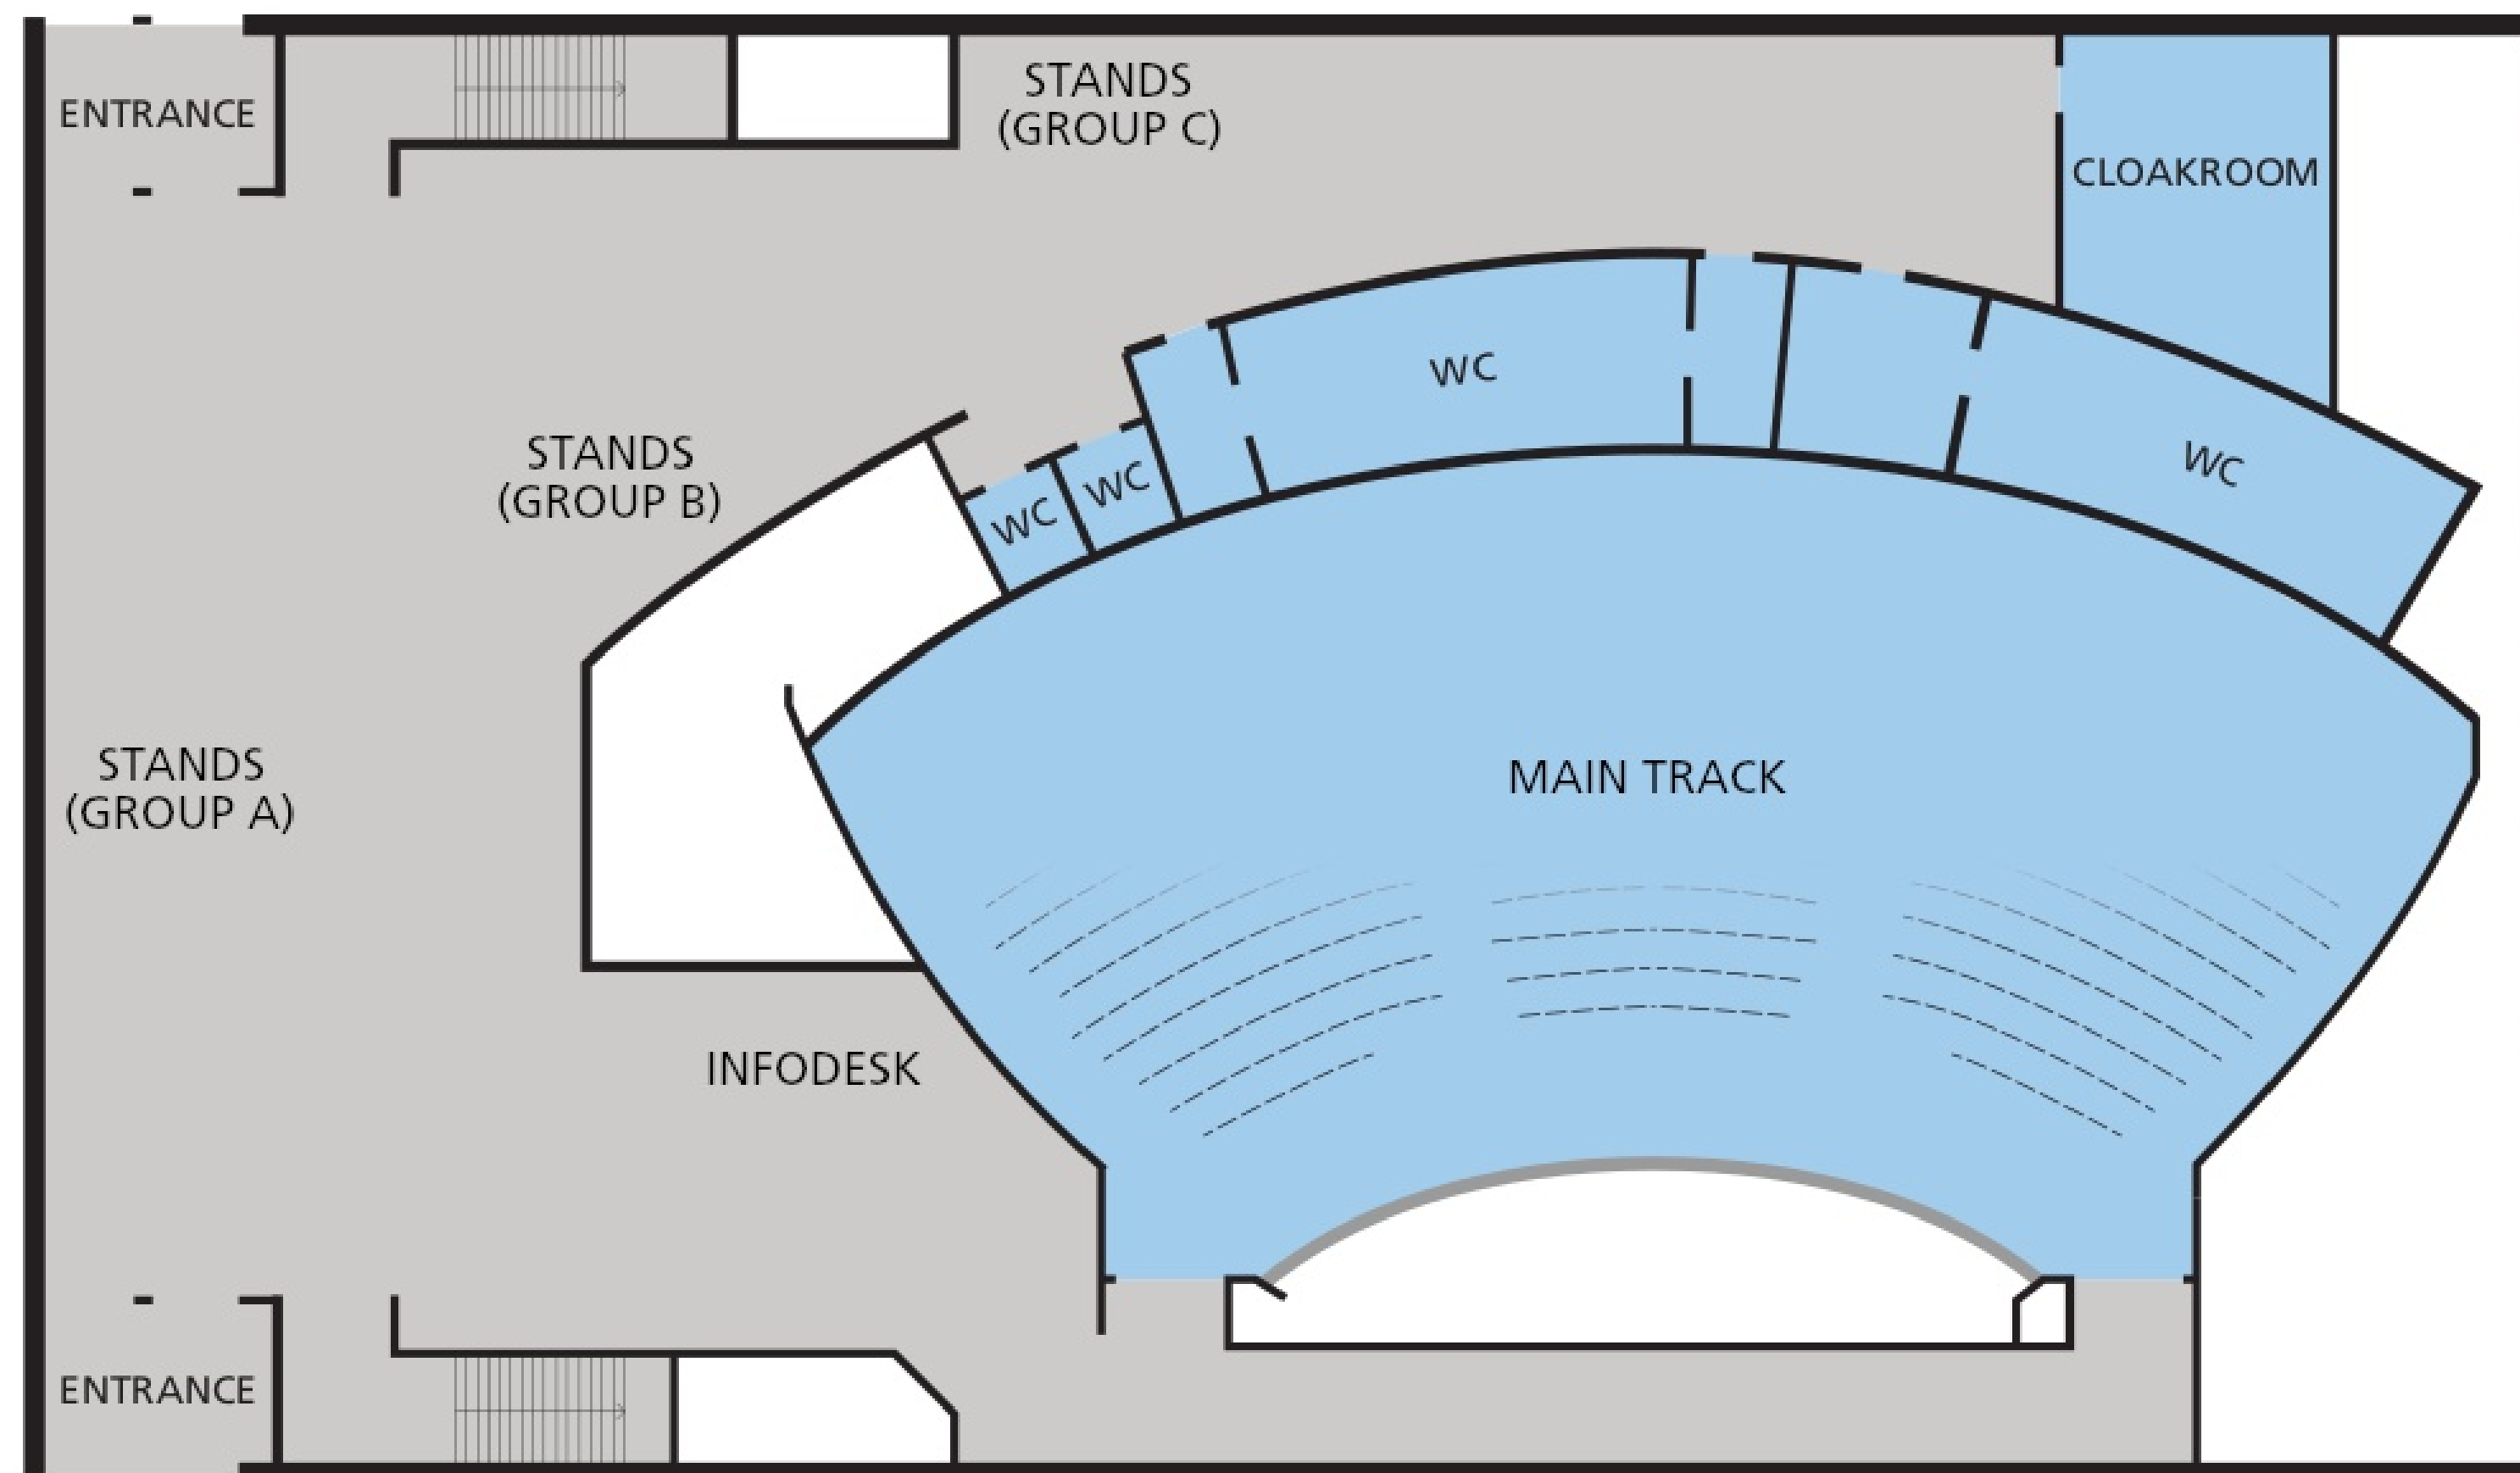 ENTRANCE
STANDS
(GROUP C)
CLOAKROOM
WC
WC
WC
WC
STANDS
(GROUP B)
STANDS
(GROUP A)
MAIN TRACK
INFODESK
ENTRANCE